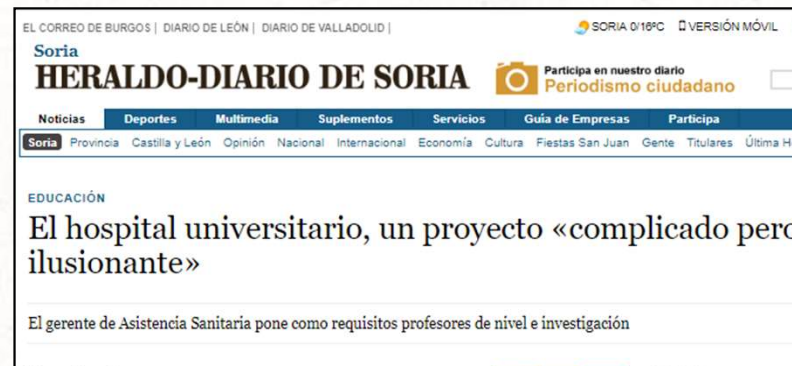 EL CORREO DE BURGOS | DIARIO DE LEÓN | DIARIO DE VALLADOLID |
SORIA 0/16ºC VERSIÓN MÓVIL
Soria
HERALDO-DIARIO DE SORIA
Participa en nuestro diario
Periodismo ciudadano
Noticias Deportes Multimedia Suplementos Servicios Guía de Empresas Participa
Soria Provincia Castilla y León Opinión Nacional Internacional Economía Cultura Fiestas San Juan Gente Titulares Última H
EDUCACIÓN
El hospital universitario, un proyecto «complicado pero
ilusionante»
El gerente de Asistencia Sanitaria pone como requisitos profesores de nivel e investigación